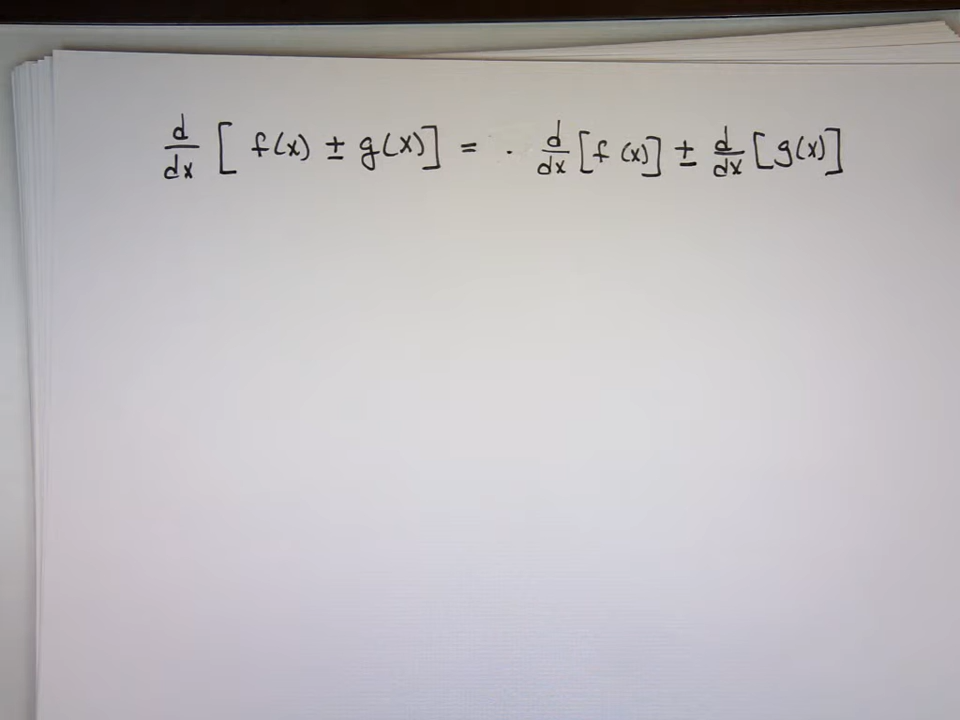 d/dx [ f(x) ± g(x)] = . d/dx [f (x)] ± d/dx [g(x)]